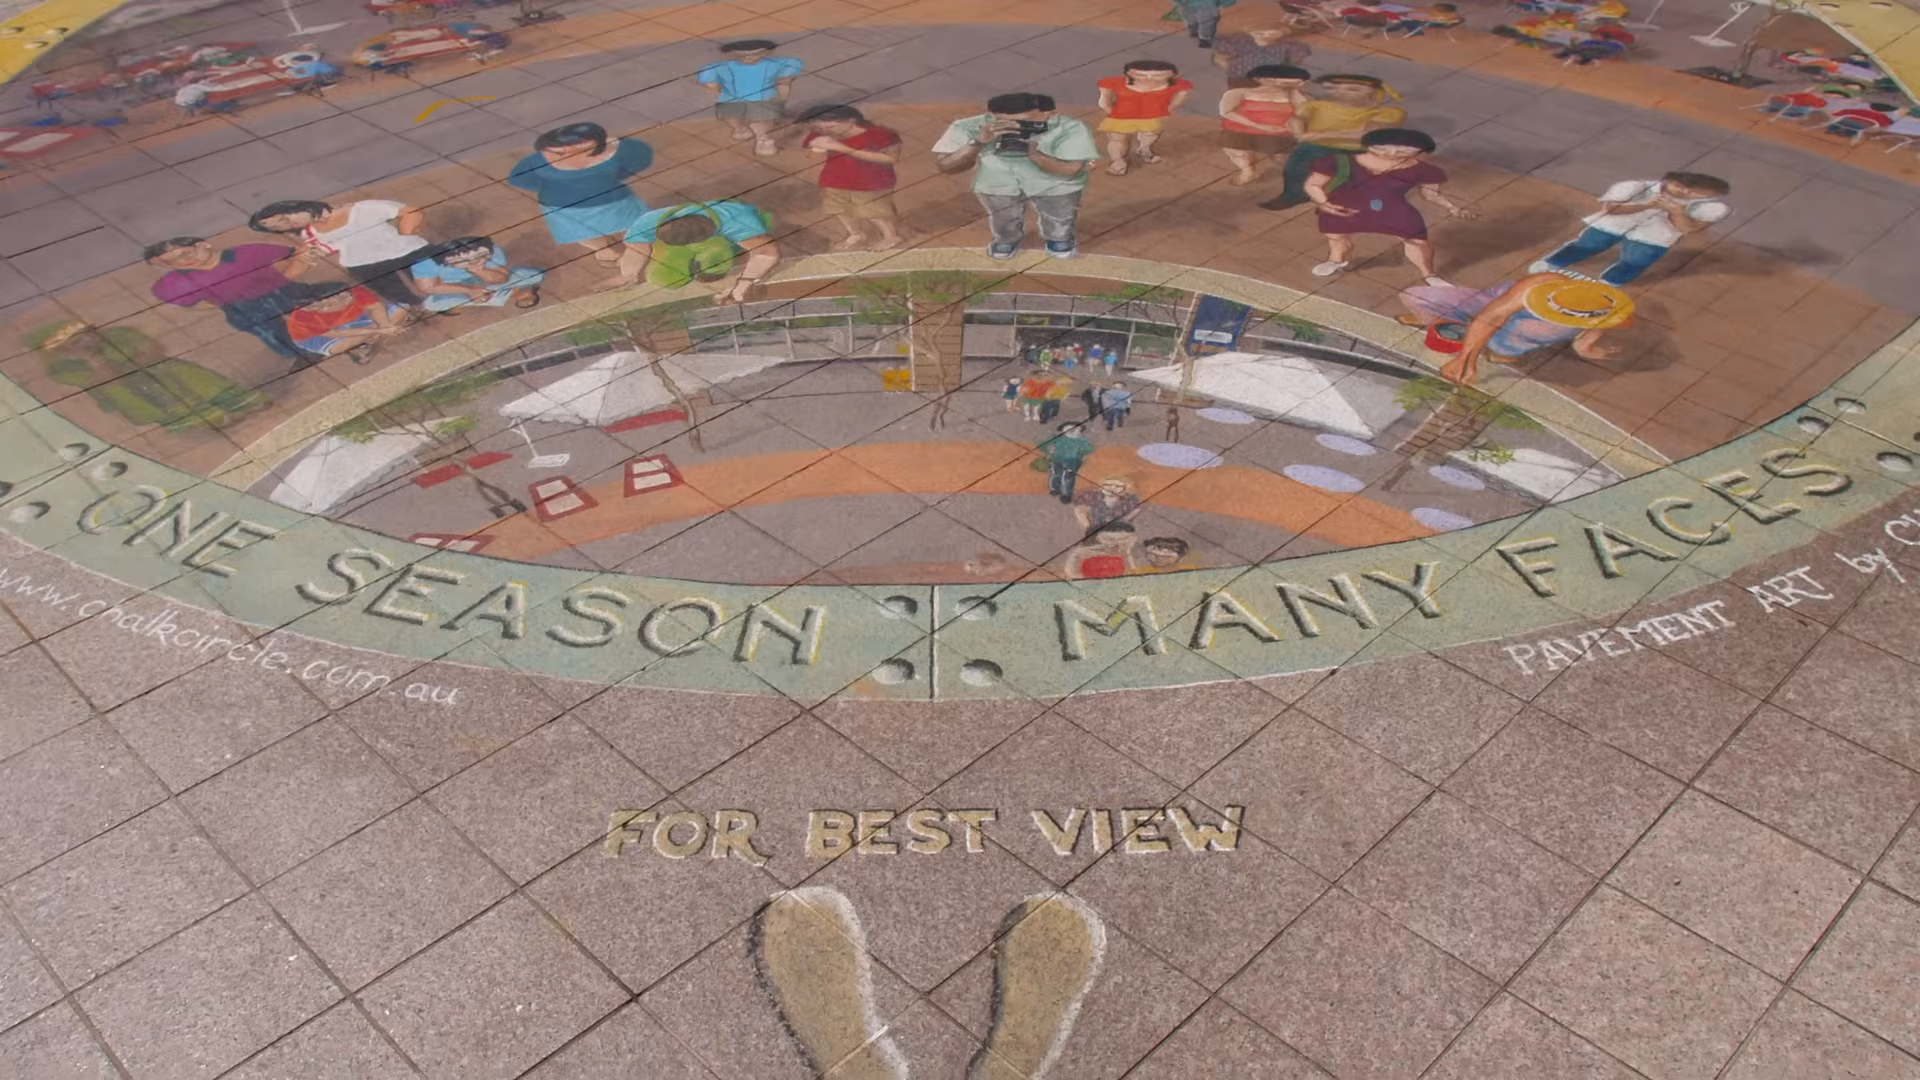 ONE SEASON MANY FACES
www.chalkcircle.com.au
PAVEMENT ART by
FOR BEST VIEW